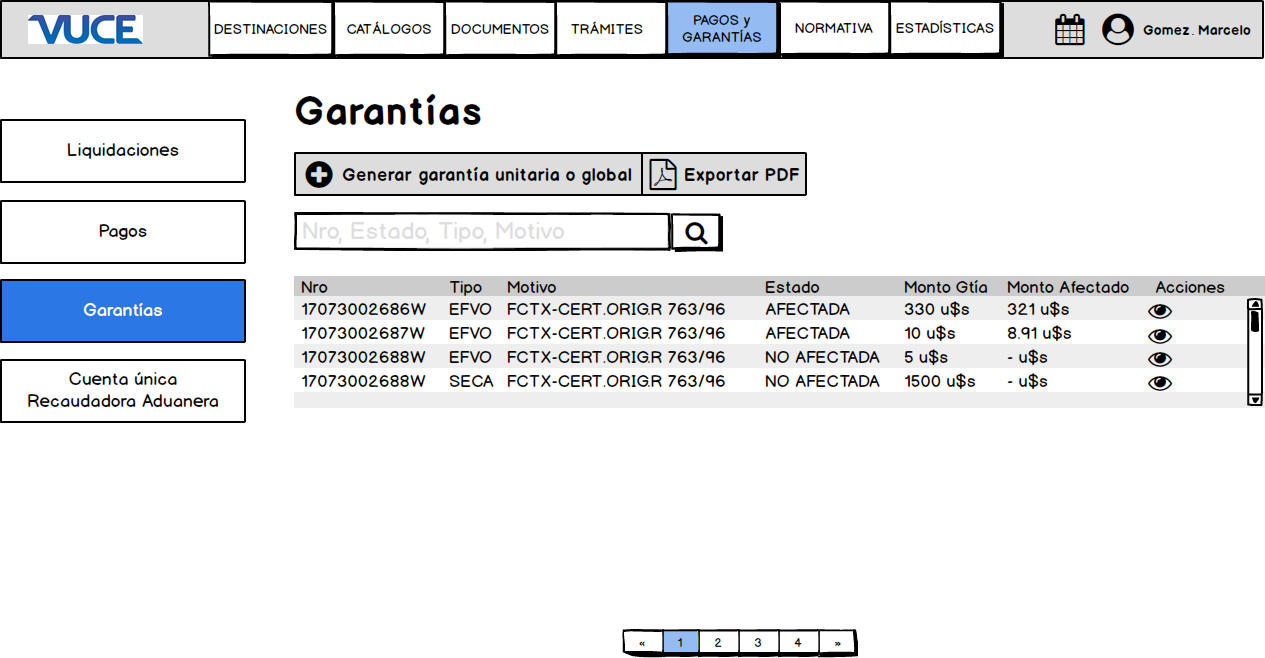 VUCE
DESTINACIONES
CATÁLOGOS
DOCUMENTOS
TRÁMITES
PAGOS y
GARANTÍAS
NORMATIVA
ESTADÍSTICAS
Gomez. Marcelo
Liquidaciones
Pagos
Garantías
Cuenta única
Recaudadora Aduanera
Garantías
Generar garantía unitaria o global
Exportar PDF
Nro, Estado, Tipo, Motivo
Nro Tipo Motivo Estado Monto Gtía Monto Afectado Acciones
17073002686W EFVO FCTX-CERT.ORIG.R 763/96 AFECTADA 330 u$s 321 u$s
17073002687W EFVO FCTX-CERT.ORIG.R 763/96 AFECTADA 10 u$s 8.91 u$s
17073002688W EFVO FCTX-CERT.ORIG.R 763/96 NO AFECTADA 5 u$s - u$s
17073002688W SECA FCTX-CERT.ORIG.R 763/96 NO AFECTADA 1500 u$s - u$s
« 1 2 3 4 »